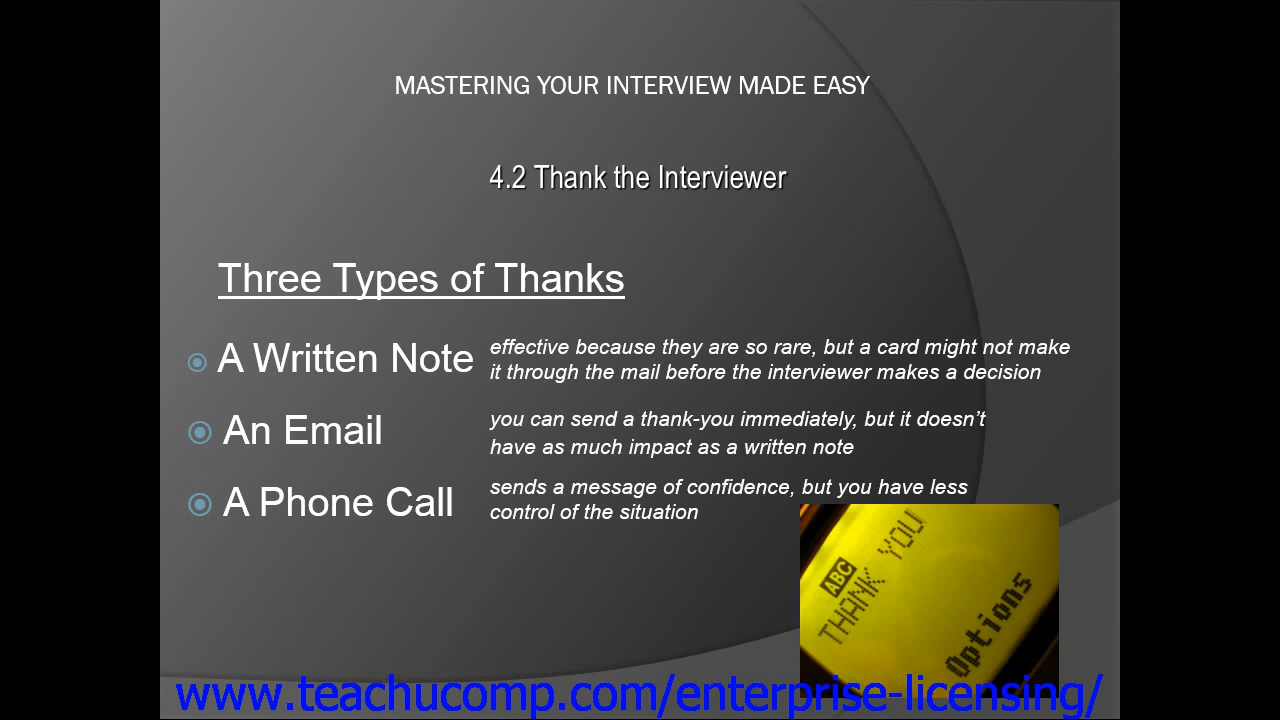 MASTERING YOUR INTERVIEW MADE EASY
4.2 Thank the Interviewer
Three Types of Thanks
A Written Note
effective because they are so rare, but a card might not make
it through the mail before the interviewer makes a decision
An Email
you can send a thank-you immediately, but it doesn’t
have as much impact as a written note
A Phone Call
sends a message of confidence, but you have less
control of the situation
ABC
THANK YOU
Options
www.teachucomp.com/enterprise-licensing/